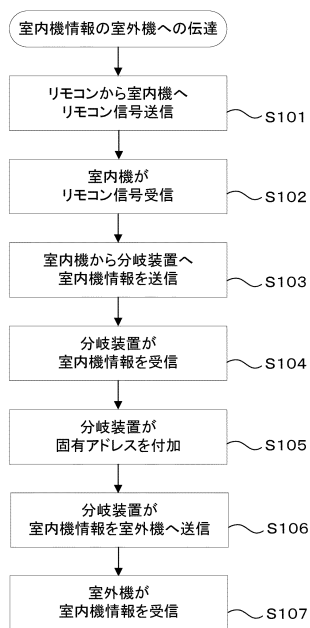 室内機情報の室外機への伝達
リモコンから室内機へ
リモコン信号送信
S101
室内機が
リモコン信号受信
S102
室内機から分岐装置へ
室内機情報を送信
S103
分岐装置が
室内機情報を受信
S104
分岐装置が
固有アドレスを付加
S105
分岐装置が
室内機情報を室外機へ送信
S106
室外機が
室内機情報を受信
S107